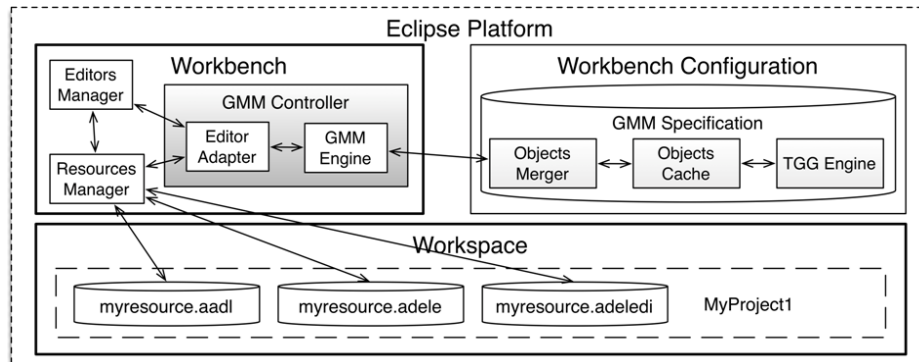 Eclipse Platform
Workbench
Editors
Manager
GMM Controller
Editor
Adapter
GMM
Engine
Resources
Manager
Workbench Configuration
GMM Specification
Objects
Merger
Objects
Cache
TGG Engine
Workspace
myresource.aadl
myresource.adele
myresource.adeledi
MyProject1